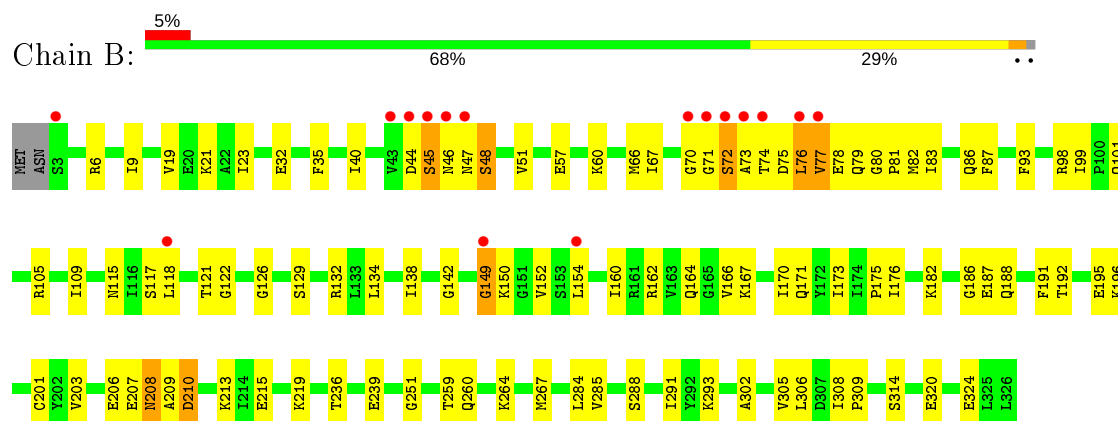 5%
Chain B:
68% 29% • •
MET ASN S3 R6 I9 V19 E20 K21 A22 I23 E32 F35 I40 V43 D44 S45 N46 N47 S48 V51 E57 K60 M66 I67 G70 G71 S72 A73 T74 D75 L76 V77 E78 Q79 G80 P81 M82 I83 Q86 F87 F93 R98 I99 P100 Q101
R105 I109 N115 I116 S117 L118 T121 G122 G126 S129 R132 L133 L134 I138 G142 G149 K150 G151 V152 S153 L154 I160 R161 R162 V163 Q164 G165 V166 K167 I170 Q171 Y172 I173 I174 P175 I176 K182 G186 E187 Q188 F191 T192 E195 K196
C201 Y202 V203 E206 E207 N208 A209 D210 K213 I214 E215 K219 T236 E239 G251 T259 Q260 K264 M267 L284 V285 S288 I291 Y292 K293 A302 V305 L306 D307 I308 P309 S314 E320 E324 L325 L326